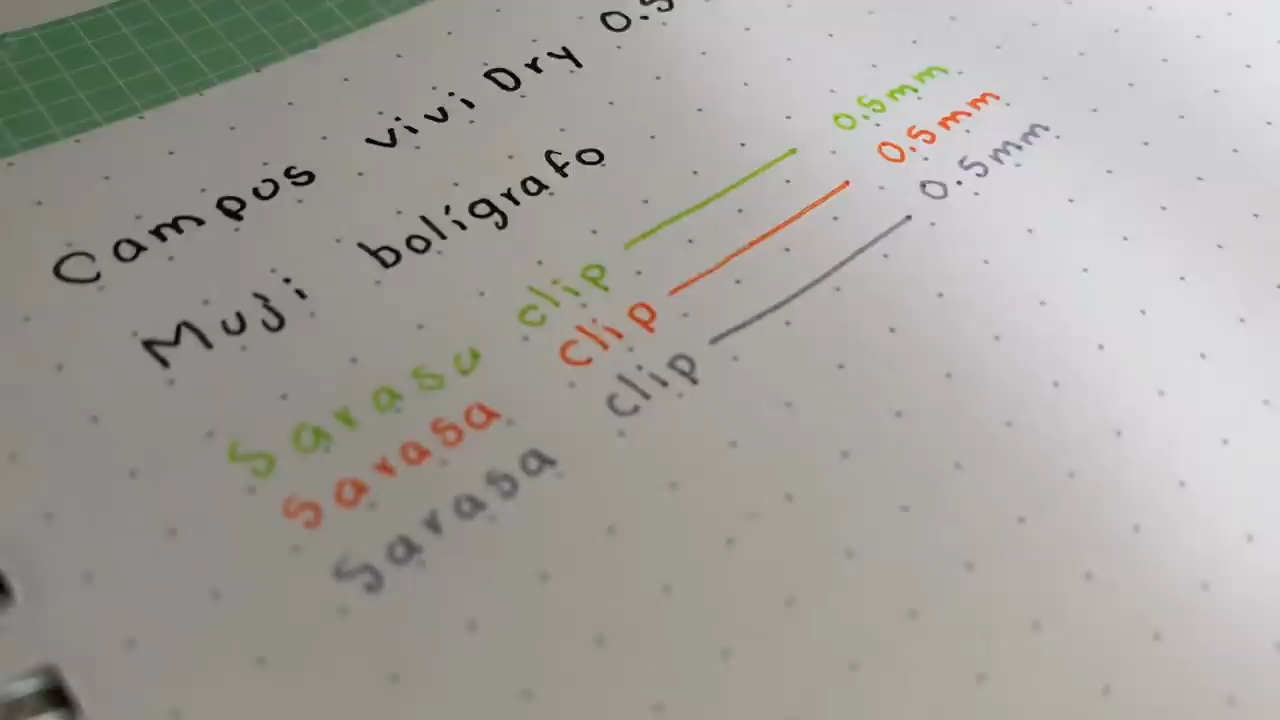 Campus ViviDry 0.5
Muji bolígrafo
Sarasa clip → 0.5mm
Sarasa clip → 0.5mm
Sarasa clip → 0.5mm